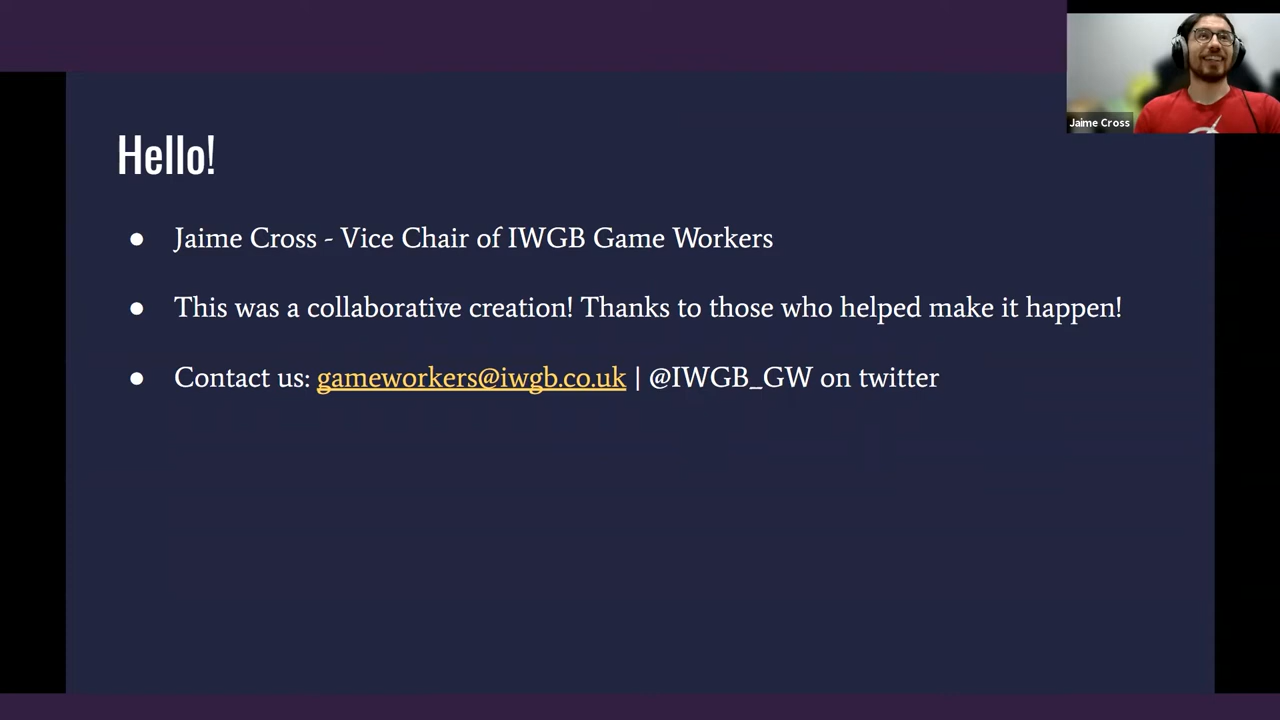 Jaime Cross
Hello!
● Jaime Cross - Vice Chair of IWGB Game Workers
● This was a collaborative creation! Thanks to those who helped make it happen!
● Contact us: gameworkers@iwgb.co.uk | @IWGB_GW on twitter